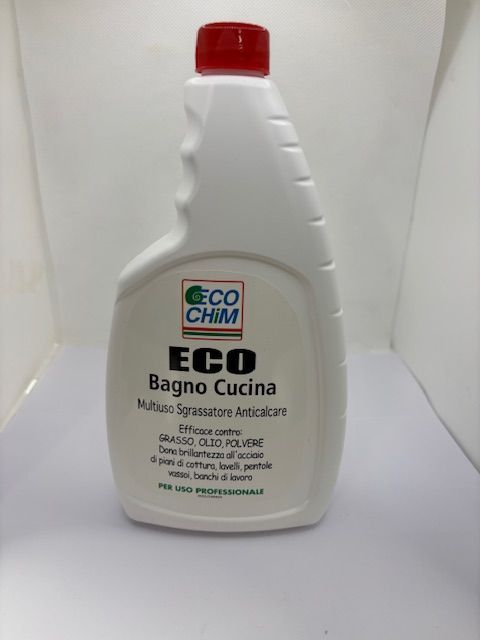 ECO
CHiM
ECO
Bagno Cucina
Multiuso Sgrassatore Anticalcare
Efficace contro:
GRASSO, OLIO, POLVERE
Dona brillantezza all'acciaio
di piani di cottura, lavelli, pentole
vassoi, banchi di lavoro
PER USO PROFESSIONALE